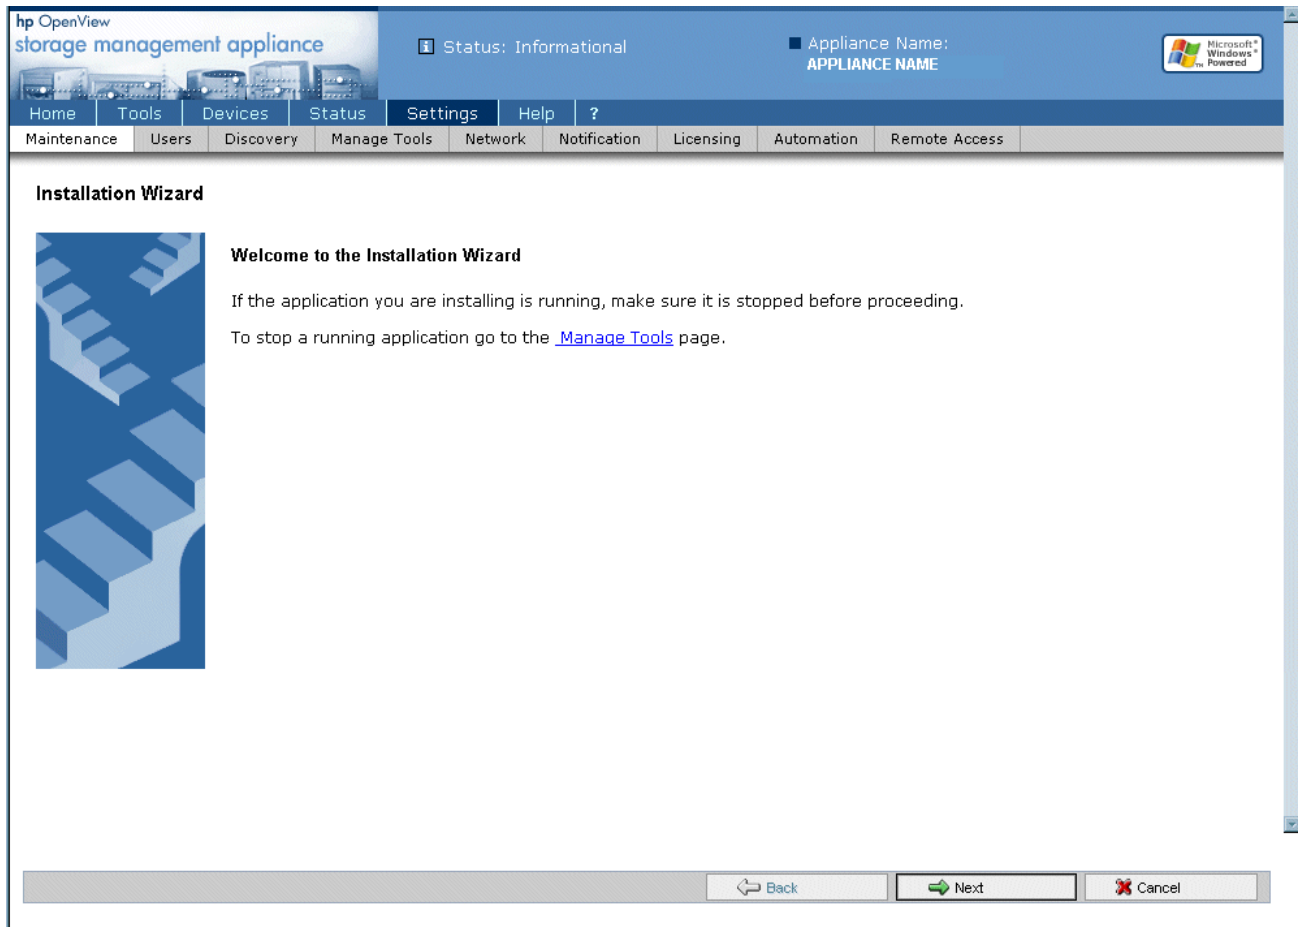 hp OpenView
storage management appliance
i Status: Informational
Appliance Name:
APPLIANCE NAME
Microsoft®
Windows®
™ Powered
Home Tools Devices Status Settings Help ?
Maintenance Users Discovery Manage Tools Network Notification Licensing Automation Remote Access
Installation Wizard
Welcome to the Installation Wizard
If the application you are installing is running, make sure it is stopped before proceeding.
To stop a running application go to the Manage Tools page.
Back Next Cancel